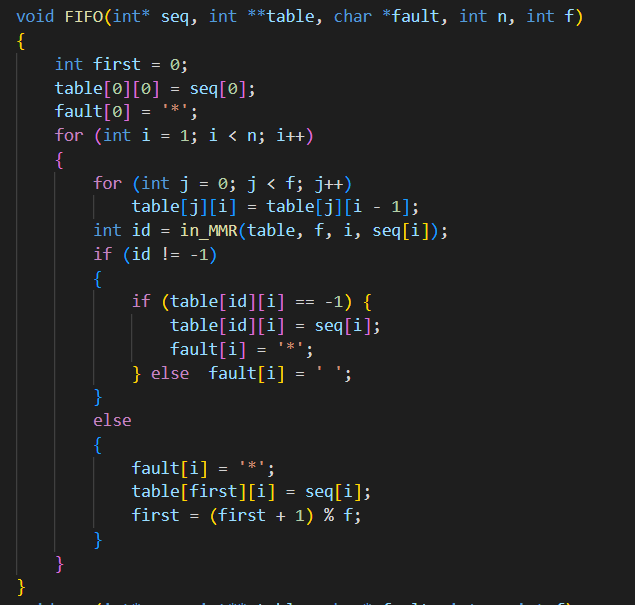 void FIFO(int* seq, int **table, char *fault, int n, int f)
{
    int first = 0;
    table[0][0] = seq[0];
    fault[0] = '*';
    for (int i = 1; i < n; i++)
    {
        for (int j = 0; j < f; j++)
            table[j][i] = table[j][i - 1];
        int id = in_MMR(table, f, i, seq[i]);
        if (id != -1)
        {
            if (table[id][i] == -1) {
                table[id][i] = seq[i];
                fault[i] = '*';
            } else  fault[i] = ' ';
        }
        else
        {
            fault[i] = '*';
            table[first][i] = seq[i];
            first = (first + 1) % f;
        }
    }
}